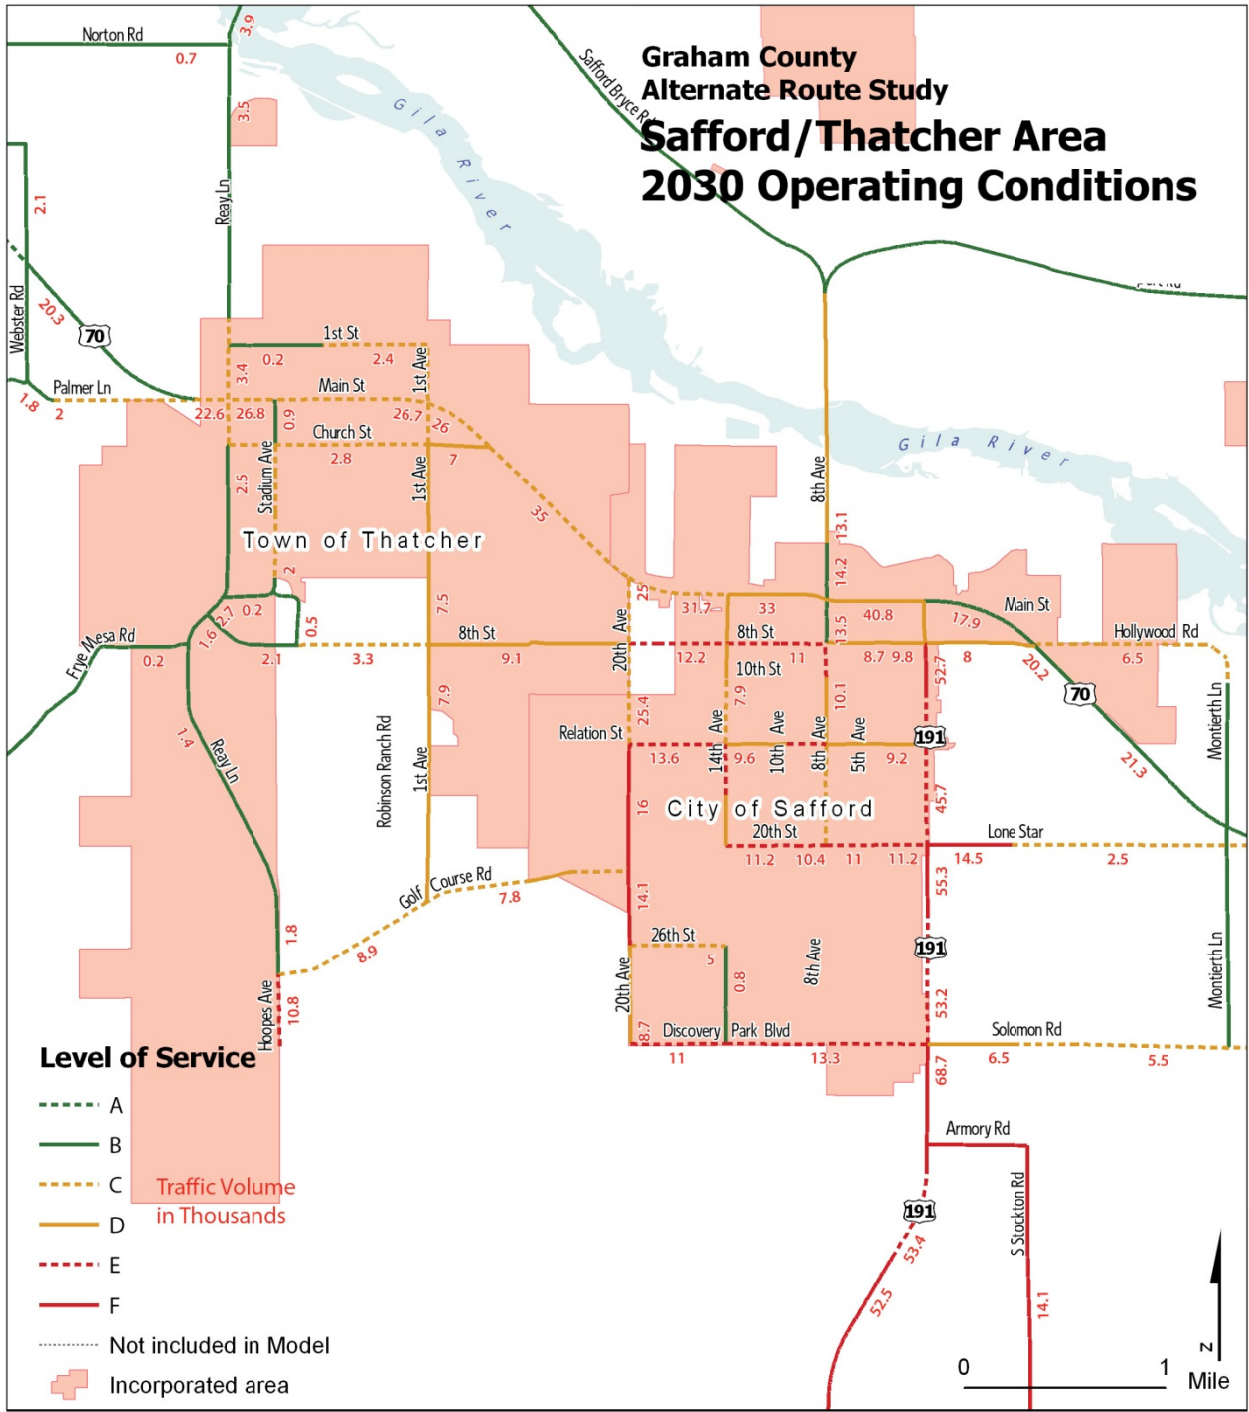 Norton Rd
0.7
3.9
3.5
Reay Ln
Gila River
Safford Bryce Rd
Graham County
Alternate Route Study
Safford/Thatcher Area
2030 Operating Conditions
2.1
Webster Rd
20.3
70
Palmer Ln
1.8
2
1st St
0.2
2.4
3.4
1st Ave
Main St
22.6
26.8
0.9
26.7
26
Church St
2.8
7
Stadium Ave
2.5
1st Ave
35
Gila River
8th Ave
13.1
14.2
Town of Thatcher
2
0.2
2.7
1.6
0.5
7.5
25
31.7
33
40.8
17.9
Main St
Hollywood Rd
Frye Mesa Rd
0.2
2.1
3.3
8th St
9.1
20th Ave
8th St
12.2
11
13.5
8.7
9.8
8
20.2
6.5
52.7
10th St
7.9
7.9
10.1
25.4
70
1.4
Reay Ln
Robinson Ranch Rd
1st Ave
Relation St
14th Ave
10th Ave
8th Ave
5th Ave
191
13.6
9.6
9.2
21.3
Montierth Ln
16
City of Safford
45.7
20th St
Lone Star
11.2
10.4
11
11.2
14.5
2.5
Golf Course Rd
7.8
14.1
55.3
8.9
1.8
26th St
5
0.8
20th Ave
8th Ave
191
53.2
Montierth Ln
Hoopes Ave
10.8
8.7
Discovery Park Blvd
11
13.3
68.7
Solomon Rd
6.5
5.5
Armory Rd
191
53.4
52.5
S Stockton Rd
14.1
Level of Service
A
B
C
D
E
F
Traffic Volume
in Thousands
Not included in Model
Incorporated area
N
0
1
Mile